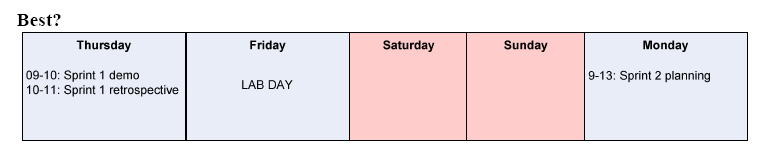 Best?
Thursday
Friday
Saturday
Sunday
Monday
09-10: Sprint 1 demo
10-11: Sprint 1 retrospective
LAB DAY
9-13: Sprint 2 planning